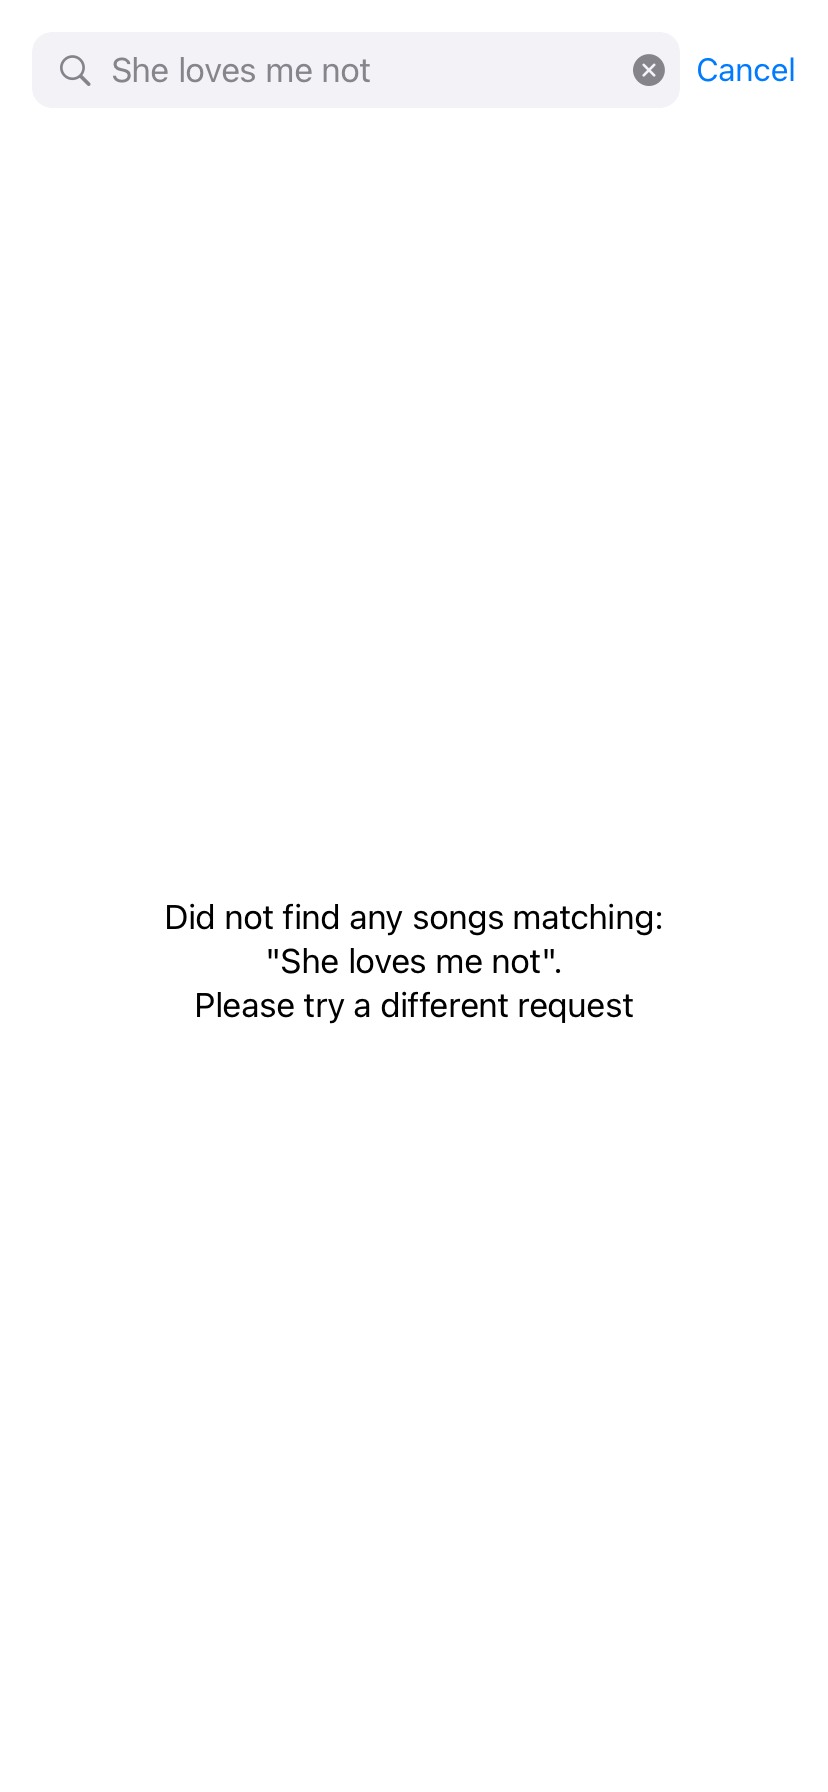 She loves me not
Cancel
Did not find any songs matching:
"She loves me not".
Please try a different request